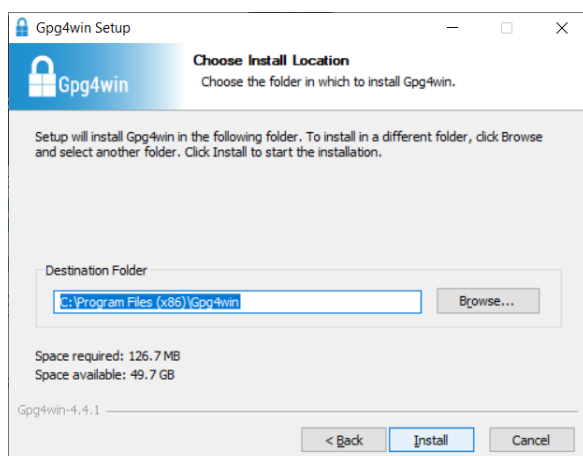 Gpg4win Setup
Choose Install Location
Choose the folder in which to install Gpg4win.
Gpg4win
Setup will install Gpg4win in the following folder. To install in a different folder, click Browse
and select another folder. Click Install to start the installation.
Destination Folder
C:\Program Files (x86)\Gpg4win
Browse...
Space required: 126.7 MB
Space available: 49.7 GB
Gpg4win-4.4.1
< Back
Install
Cancel